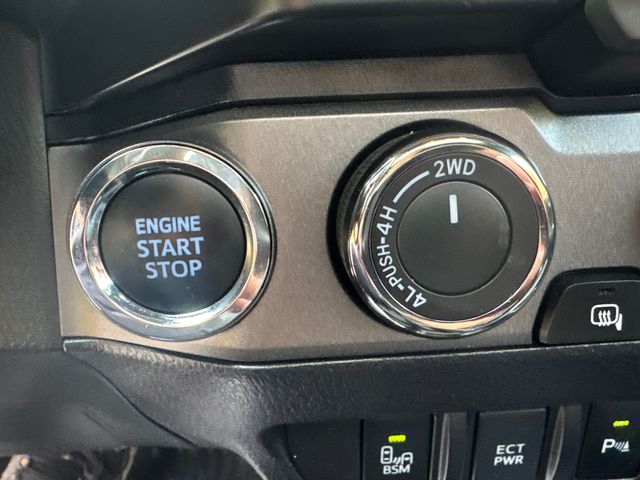 ENGINE
START
STOP
2WD
4L-PUSH-4H
BSM
ECT
PWR
P